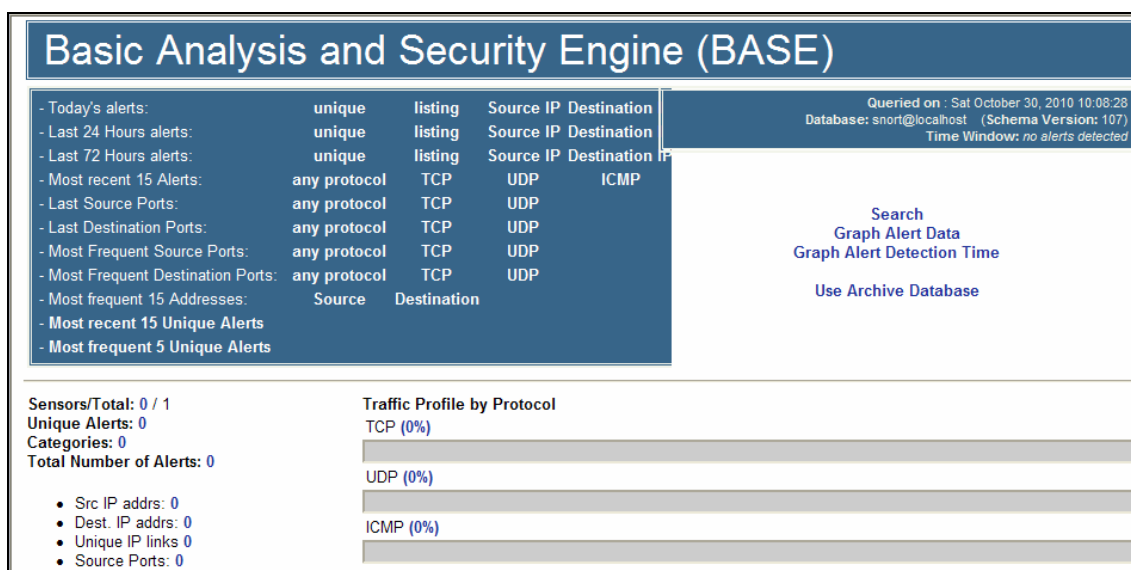 Basic Analysis and Security Engine (BASE)
- Today's alerts: unique listing Source IP Destination
- Last 24 Hours alerts: unique listing Source IP Destination
- Last 72 Hours alerts: unique listing Source IP Destination IP
- Most recent 15 Alerts: any protocol TCP UDP ICMP
- Last Source Ports: any protocol TCP UDP
- Last Destination Ports: any protocol TCP UDP
- Most Frequent Source Ports: any protocol TCP UDP
- Most Frequent Destination Ports: any protocol TCP UDP
- Most frequent 15 Addresses: Source Destination
- Most recent 15 Unique Alerts
- Most frequent 5 Unique Alerts
Queried on : Sat October 30, 2010 10:08:28
Database: snort@localhost (Schema Version: 107)
Time Window: no alerts detected
Search
Graph Alert Data
Graph Alert Detection Time
Use Archive Database
Sensors/Total: 0 / 1
Unique Alerts: 0
Categories: 0
Total Number of Alerts: 0
• Src IP addrs: 0
• Dest. IP addrs: 0
• Unique IP links 0
• Source Ports: 0
Traffic Profile by Protocol
TCP (0%)
UDP (0%)
ICMP (0%)